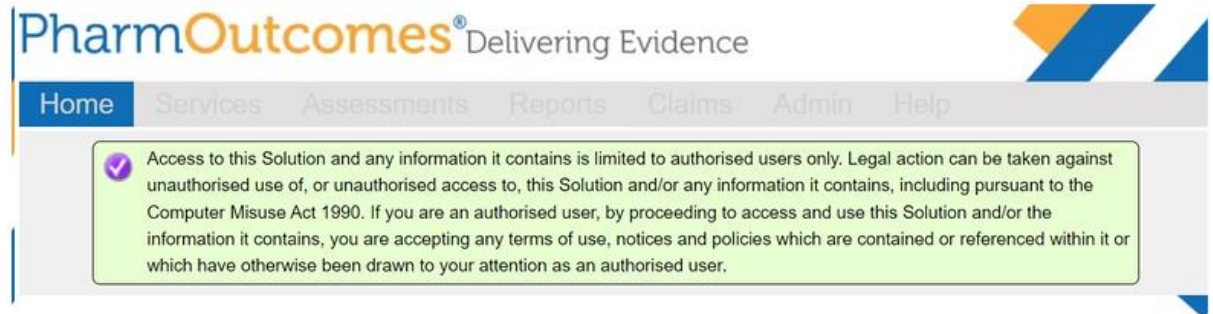 PharmOutcomes® Delivering Evidence
Home Services Assessments Reports Claims Admin Help
Access to this Solution and any information it contains is limited to authorised users only. Legal action can be taken against
unauthorised use of, or unauthorised access to, this Solution and/or any information it contains, including pursuant to the
Computer Misuse Act 1990. If you are an authorised user, by proceeding to access and use this Solution and/or the
information it contains, you are accepting any terms of use, notices and policies which are contained or referenced within it or
which have otherwise been drawn to your attention as an authorised user.